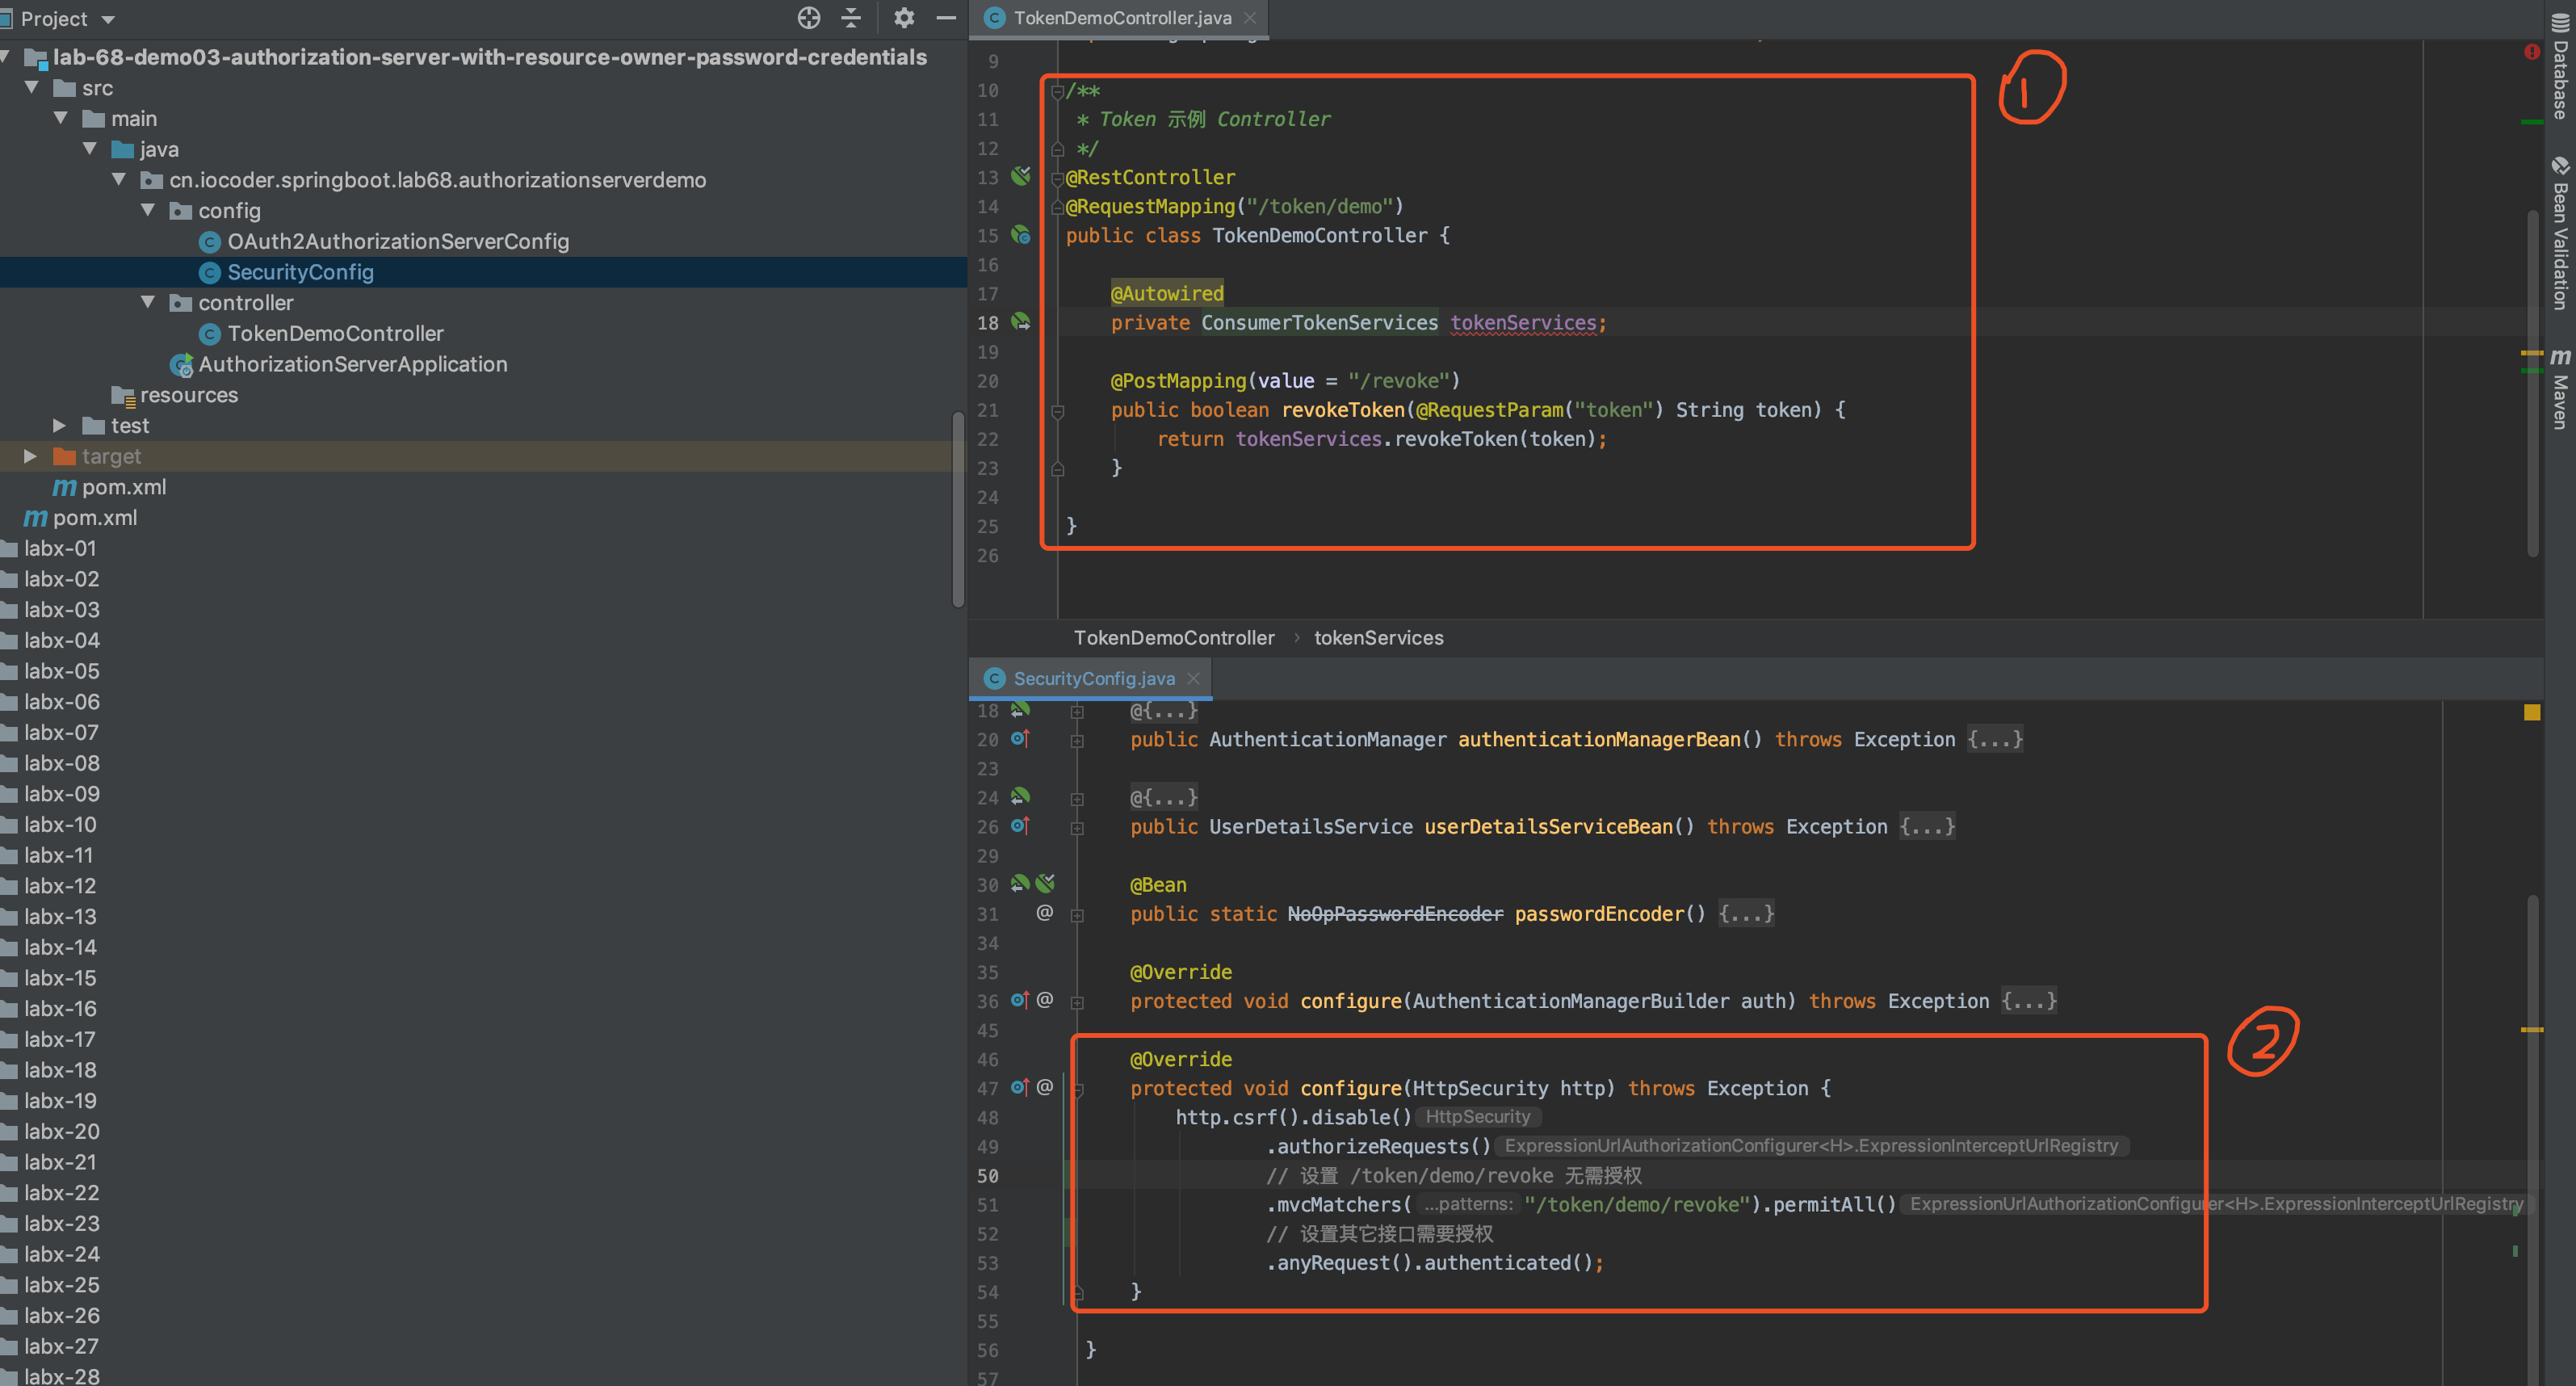 Project
lab-68-demo03-authorization-server-with-resource-owner-password-credentials
src
main
java
cn.iocoder.springboot.lab68.authorizationserverdemo
config
OAuth2AuthorizationServerConfig
SecurityConfig
controller
TokenDemoController
AuthorizationServerApplication
resources
test
target
pom.xml
pom.xml
labx-01
labx-02
labx-03
labx-04
labx-05
labx-06
labx-07
labx-08
labx-09
labx-10
labx-11
labx-12
labx-13
labx-14
labx-15
labx-16
labx-17
labx-18
labx-19
labx-20
labx-21
labx-22
labx-23
labx-24
labx-25
labx-26
labx-27
labx-28
TokenDemoController.java
9
10 /**
11 * Token 示例 Controller
12 */
13 @RestController
14 @RequestMapping("/token/demo")
15 public class TokenDemoController {
16
17 @Autowired
18 private ConsumerTokenServices tokenServices;
19
20 @PostMapping(value = "/revoke")
21 public boolean revokeToken(@RequestParam("token") String token) {
22 return tokenServices.revokeToken(token);
23 }
24
25 }
26
1
TokenDemoController › tokenServices
SecurityConfig.java
18 @{...}
20 public AuthenticationManager authenticationManagerBean() throws Exception {...}
23
24 @{...}
26 public UserDetailsService userDetailsServiceBean() throws Exception {...}
29
30 @Bean
31 public static NoOpPasswordEncoder passwordEncoder() {...}
34
35 @Override
36 protected void configure(AuthenticationManagerBuilder auth) throws Exception {...}
45
46 @Override
47 protected void configure(HttpSecurity http) throws Exception {
48 http.csrf().disable() HttpSecurity
49 .authorizeRequests() ExpressionUrlAuthorizationConfigurer<H>.ExpressionInterceptUrlRegistry
50 // 设置 /token/demo/revoke 无需授权
51 .mvcMatchers( ...patterns: "/token/demo/revoke").permitAll() ExpressionUrlAuthorizationConfigurer<H>.ExpressionInterceptUrlRegistry
52 // 设置其它接口需要授权
53 .anyRequest().authenticated();
54 }
55
56 }
57
2
Database
Bean Validation
Maven